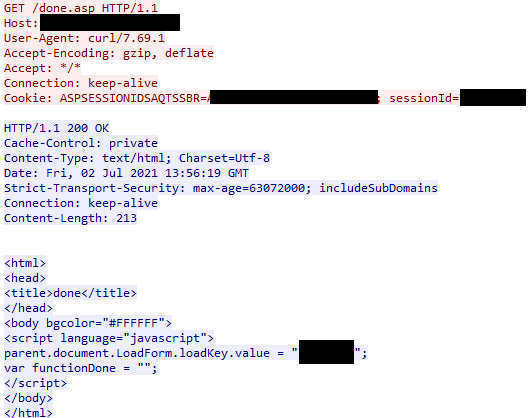 GET /done.asp HTTP/1.1
Host:
User-Agent: curl/7.69.1
Accept-Encoding: gzip, deflate
Accept: */*
Connection: keep-alive
Cookie: ASPSESSIONIDSAQTSSBR= ; sessionId=
HTTP/1.1 200 OK
Cache-Control: private
Content-Type: text/html; Charset=Utf-8
Date: Fri, 02 Jul 2021 13:56:19 GMT
Strict-Transport-Security: max-age=63072000; includeSubDomains
Connection: keep-alive
Content-Length: 213
<html>
<head>
<title>done</title>
</head>
<body bgcolor="#FFFFFF">
<script language="javascript">
parent.document.LoadForm.loadKey.value = " ";
var functionDone = "";
</script>
</body>
</html>